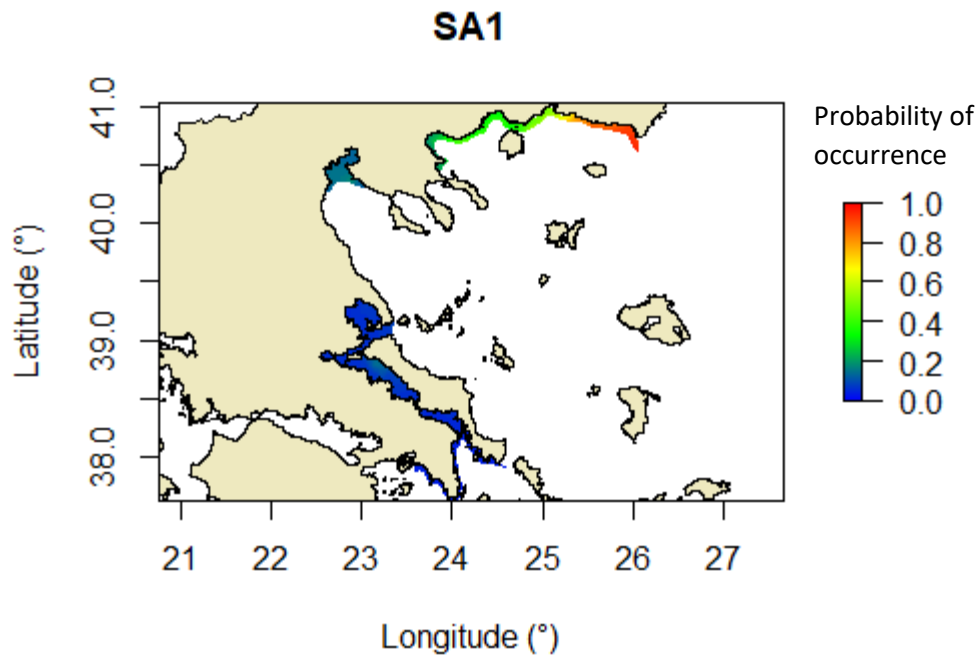 SA1
Probability of
occurrence
41.0
40.0
39.0
38.0
Latitude (°)
1.0
0.8
0.6
0.4
0.2
0.0
21 22 23 24 25 26 27
Longitude (°)